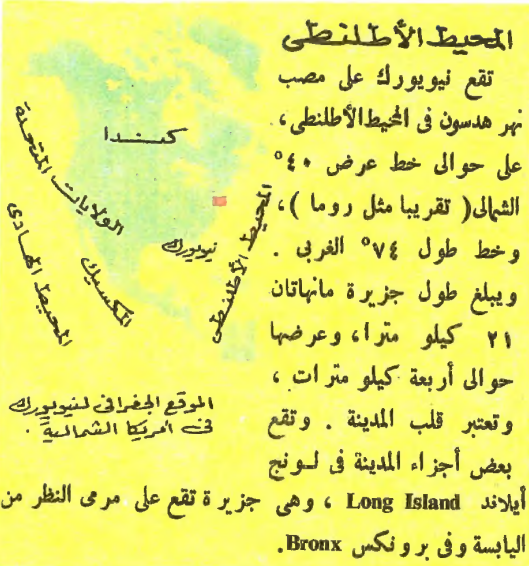 المحيط الأطلنطى
تقع نيويورك على مصب
نهر هدسون فى المحيط الأطلنطى،
على حوالى خط عرض ٤٠°
الشمالى( تقريبا مثل روما )،
وخط طول ٧٤° الغربى .
ويبلغ طول جزيرة مانهاتان
٢١ كيلو مترا، وعرضها
حوالى أربعة كيلو مترات ،
وتعتبر قلب المدينة . وتقع
بعض أجزاء المدينة فى لونج
أيلاند Long Island ، وهى جزيرة تقع على مرمى النظر من
اليابسة وفى برونكس Bronx.
كندا
الولايات المتحدة
المحيط الهادى
المكسيك
نيويورك
المحيط الأطلنطى
الموقع الجغرافى لنيويورك
فى أمريكا الشمالية .